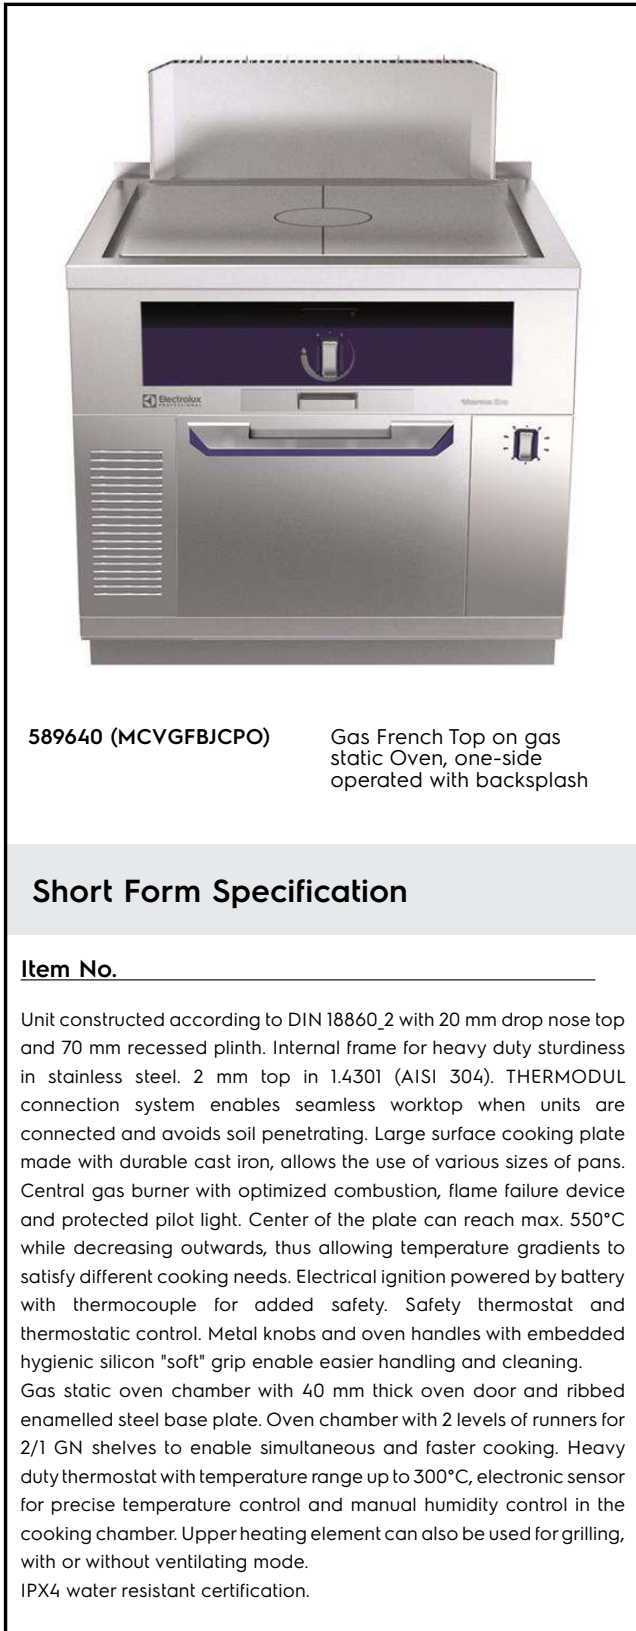 Electrolux
PROFESSIONAL
589640 (MCVGFBJCPO)
Gas French Top on gas
static Oven, one-side
operated with backsplash
Short Form Specification
Item No.
Unit constructed according to DIN 18860_2 with 20 mm drop nose top
and 70 mm recessed plinth. Internal frame for heavy duty sturdiness
in stainless steel. 2 mm top in 1.4301 (AISI 304). THERMODUL
connection system enables seamless worktop when units are
connected and avoids soil penetrating. Large surface cooking plate
made with durable cast iron, allows the use of various sizes of pans.
Central gas burner with optimized combustion, flame failure device
and protected pilot light. Center of the plate can reach max. 550°C
while decreasing outwards, thus allowing temperature gradients to
satisfy different cooking needs. Electrical ignition powered by battery
with thermocouple for added safety. Safety thermostat and
thermostatic control. Metal knobs and oven handles with embedded
hygienic silicon "soft" grip enable easier handling and cleaning.
Gas static oven chamber with 40 mm thick oven door and ribbed
enamelled steel base plate. Oven chamber with 2 levels of runners for
2/1 GN shelves to enable simultaneous and faster cooking. Heavy
duty thermostat with temperature range up to 300°C, electronic sensor
for precise temperature control and manual humidity control in the
cooking chamber. Upper heating element can also be used for grilling,
with or without ventilating mode.
IPX4 water resistant certification.